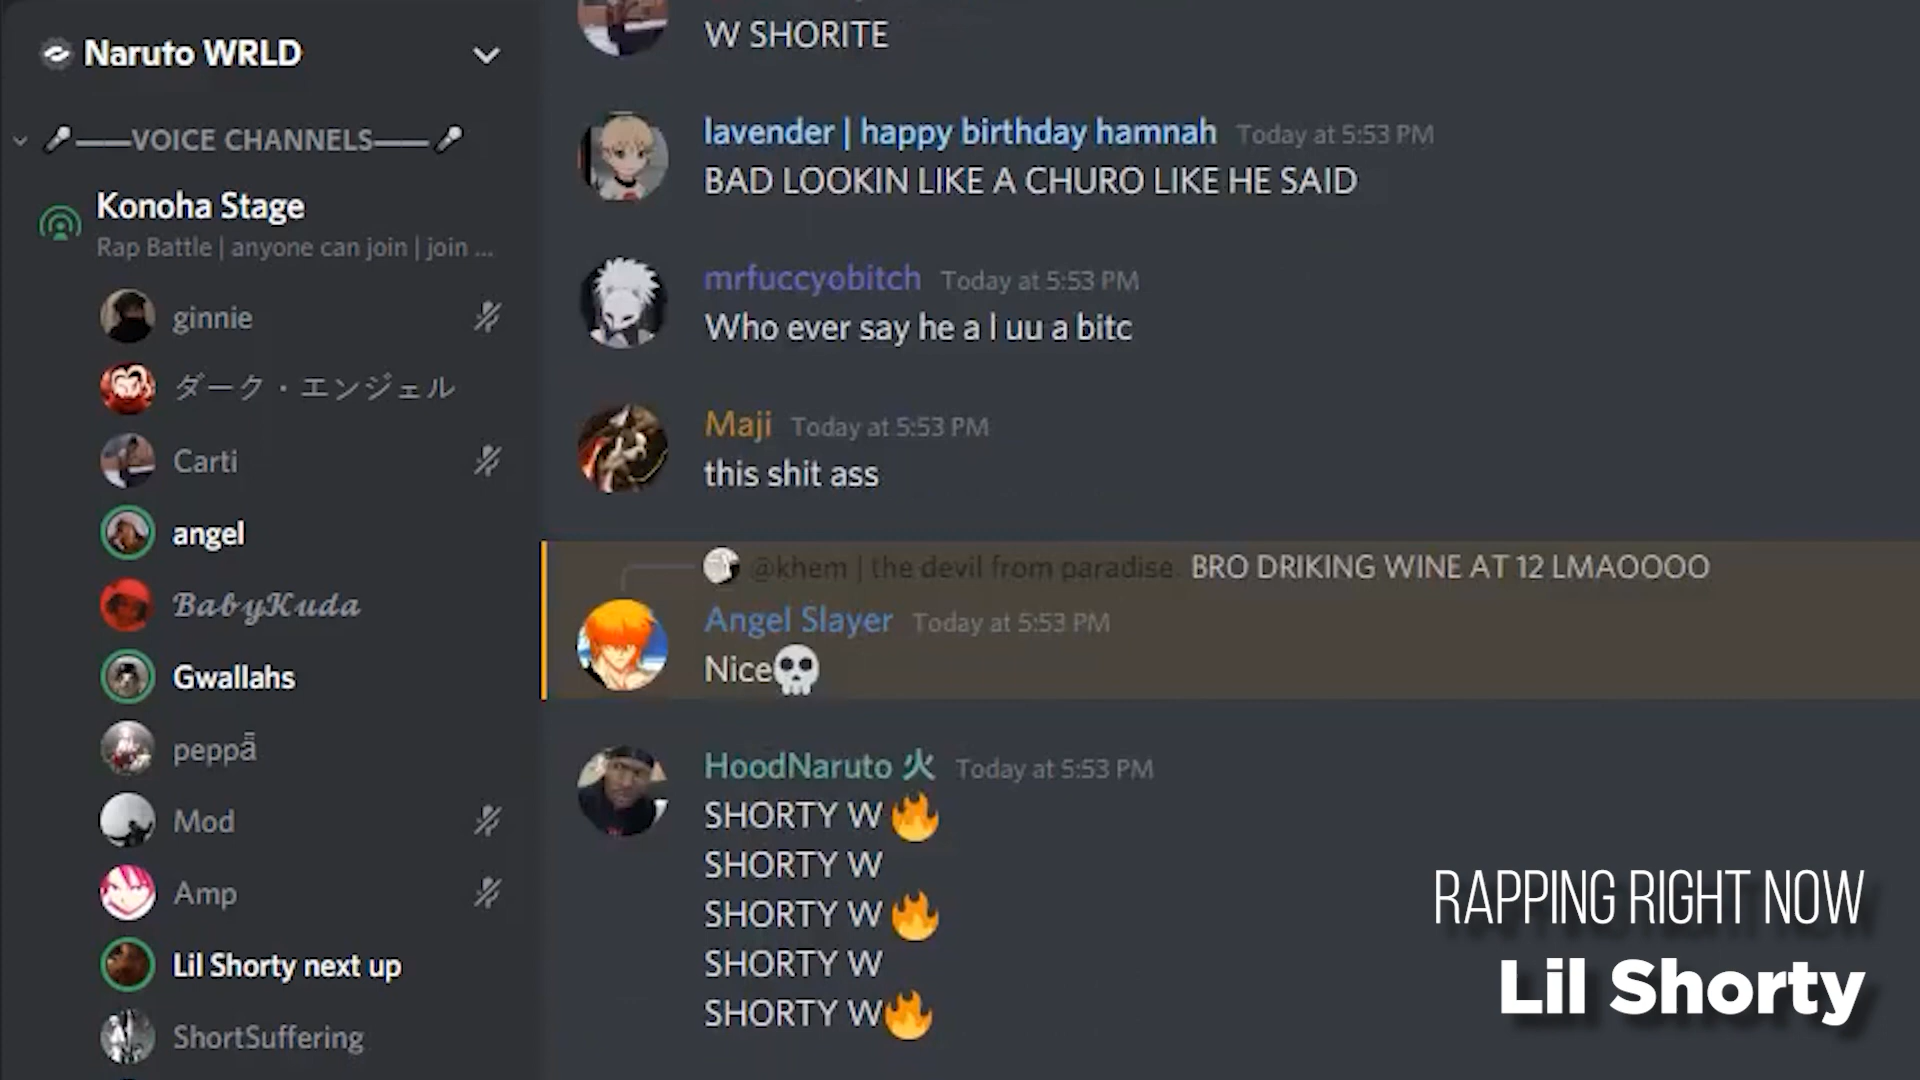 Naruto WRLD
——VOICE CHANNELS——
Konoha Stage
Rap Battle | anyone can join | join ...
ginnie
ダーク・エンジェル
Carti
angel
𝓑𝓪𝓫𝔂𝓚𝓾𝓭𝓪
Gwallahs
peppǟ
Mod
Amp
Lil Shorty next up
ShortSuffering
W SHORITE
lavender | happy birthday hamnah Today at 5:53 PM
BAD LOOKIN LIKE A CHURO LIKE HE SAID
mrfuccyobitch Today at 5:53 PM
Who ever say he a l uu a bitc
Maji Today at 5:53 PM
this shit ass
@khem | the devil from paradise. BRO DRIKING WINE AT 12 LMAOOOO
Angel Slayer Today at 5:53 PM
Nice💀
HoodNaruto 火 Today at 5:53 PM
SHORTY W 🔥
SHORTY W
SHORTY W 🔥
SHORTY W
SHORTY W🔥
RAPPING RIGHT NOW
Lil Shorty